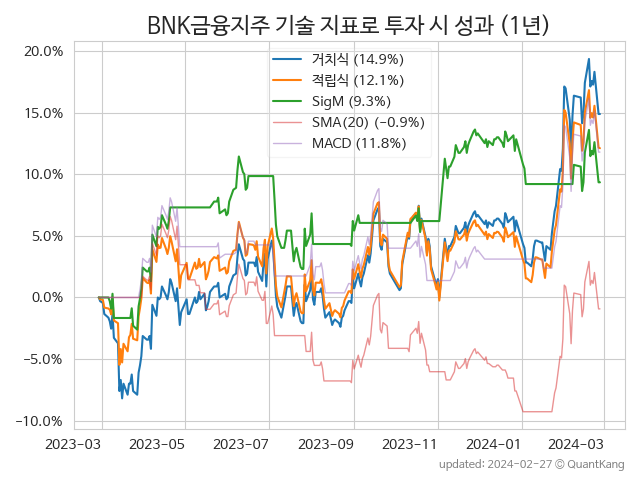 BNK금융지주 기술 지표로 투자 시 성과 (1년)
거치식 (14.9%)
적립식 (12.1%)
SigM (9.3%)
SMA(20) (−0.9%)
MACD (11.8%)
20.0%
15.0%
10.0%
5.0%
0.0%
−5.0%
−10.0%
2023-03 2023-05 2023-07 2023-09 2023-11 2024-01 2024-03
updated: 2024-02-27 © QuantKang